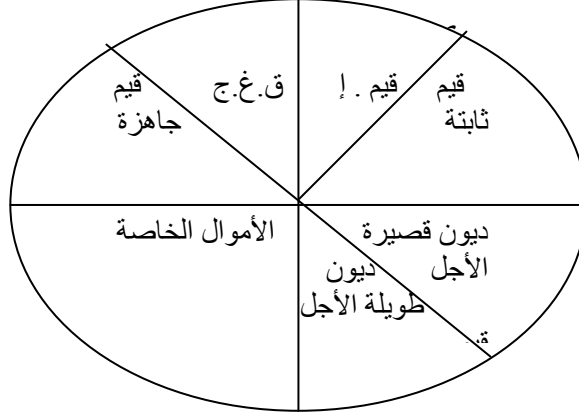 قيم ثابتة
قيم . إ
ق.غ.ج
قيم جاهزة
ديون قصيرة الأجل
ديون طويلة الأجل
الأموال الخاصة